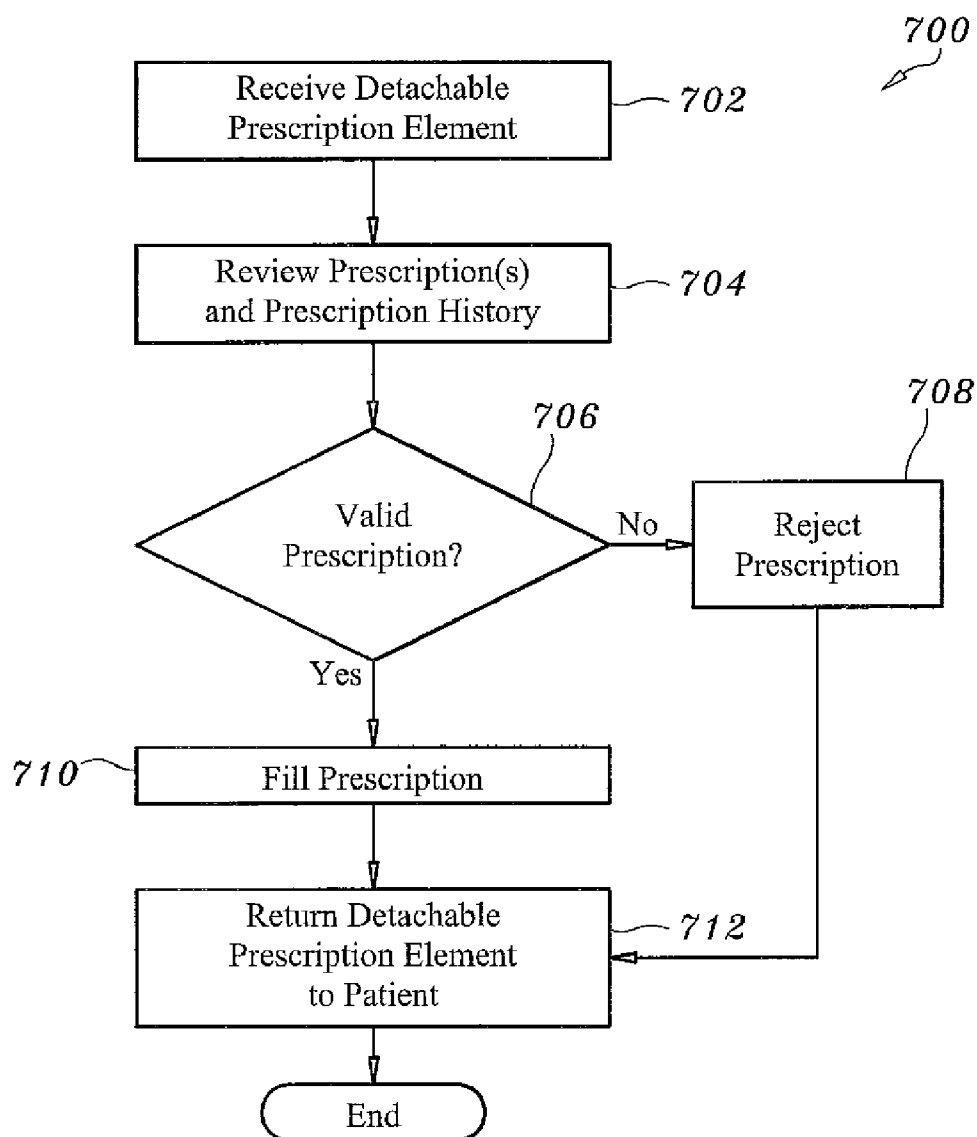 700
Receive Detachable
Prescription Element
702
Review Prescription(s)
and Prescription History
704
706
708
Valid
Prescription?
No
Reject
Prescription
Yes
710
Fill Prescription
Return Detachable
Prescription Element
to Patient
712
End